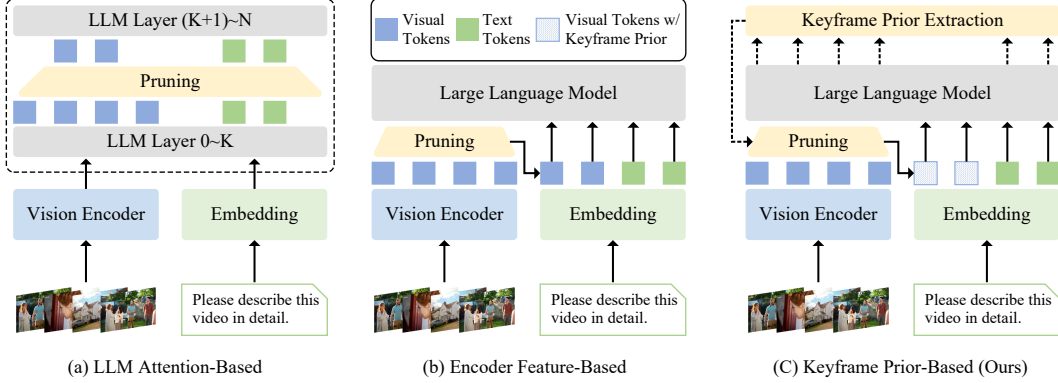 LLM Layer (K+1)~N
Pruning
LLM Layer 0~K
Vision Encoder
Embedding
Please describe this
video in detail.
(a) LLM Attention-Based
Visual
Tokens
Text
Tokens
Visual Tokens w/
Keyframe Prior
Large Language Model
Pruning
Vision Encoder
Embedding
Please describe this
video in detail.
(b) Encoder Feature-Based
Keyframe Prior Extraction
Large Language Model
Pruning
Vision Encoder
Embedding
Please describe this
video in detail.
(C) Keyframe Prior-Based (Ours)